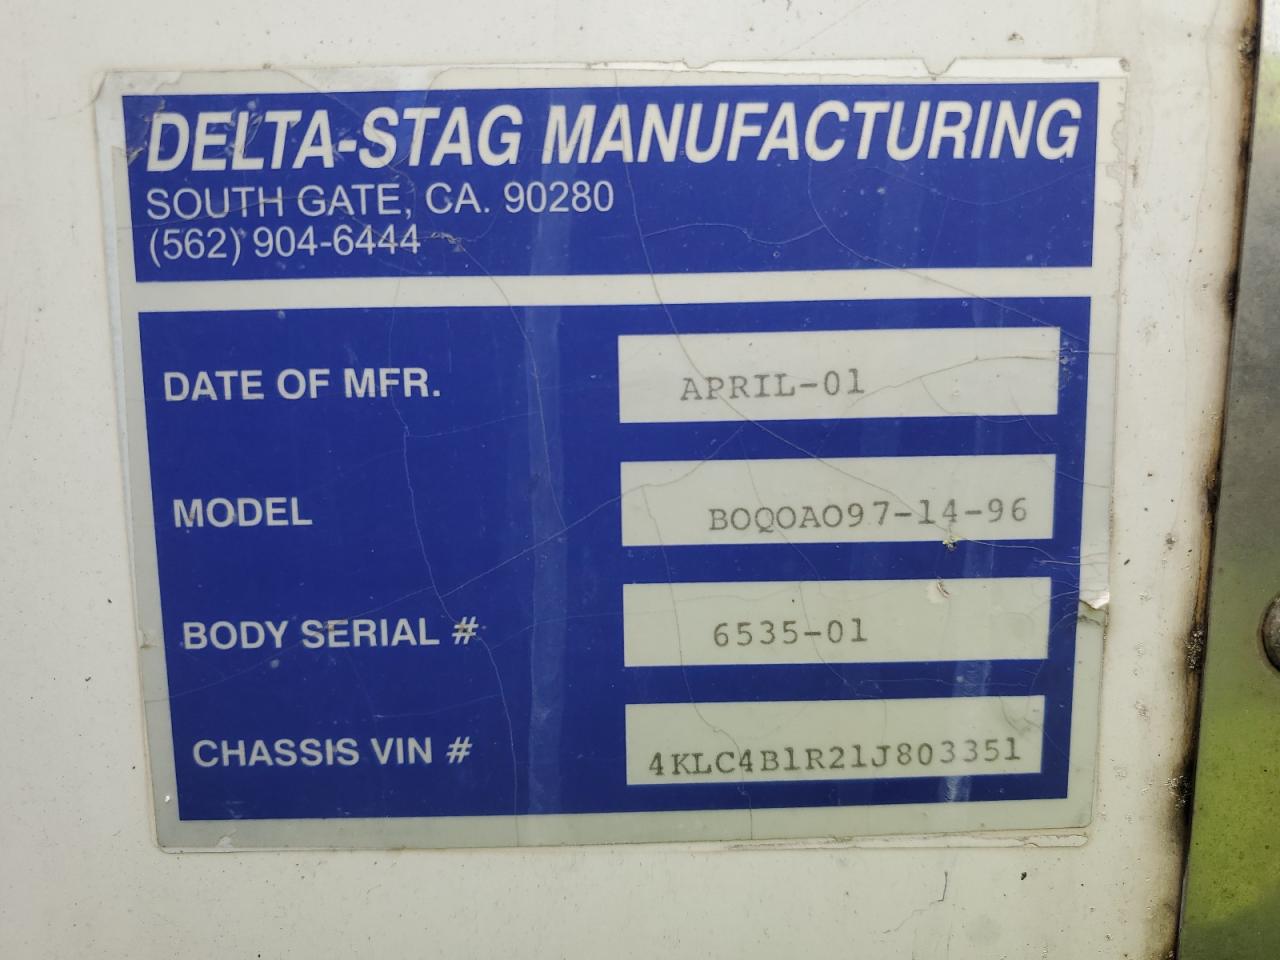 DELTA-STAG MANUFACTURING
SOUTH GATE, CA. 90280
(562) 904-6444
DATE OF MFR. APRIL-01
MODEL BOQOAO97-14-96
BODY SERIAL # 6535-01
CHASSIS VIN # 4KLC4B1R21J803351